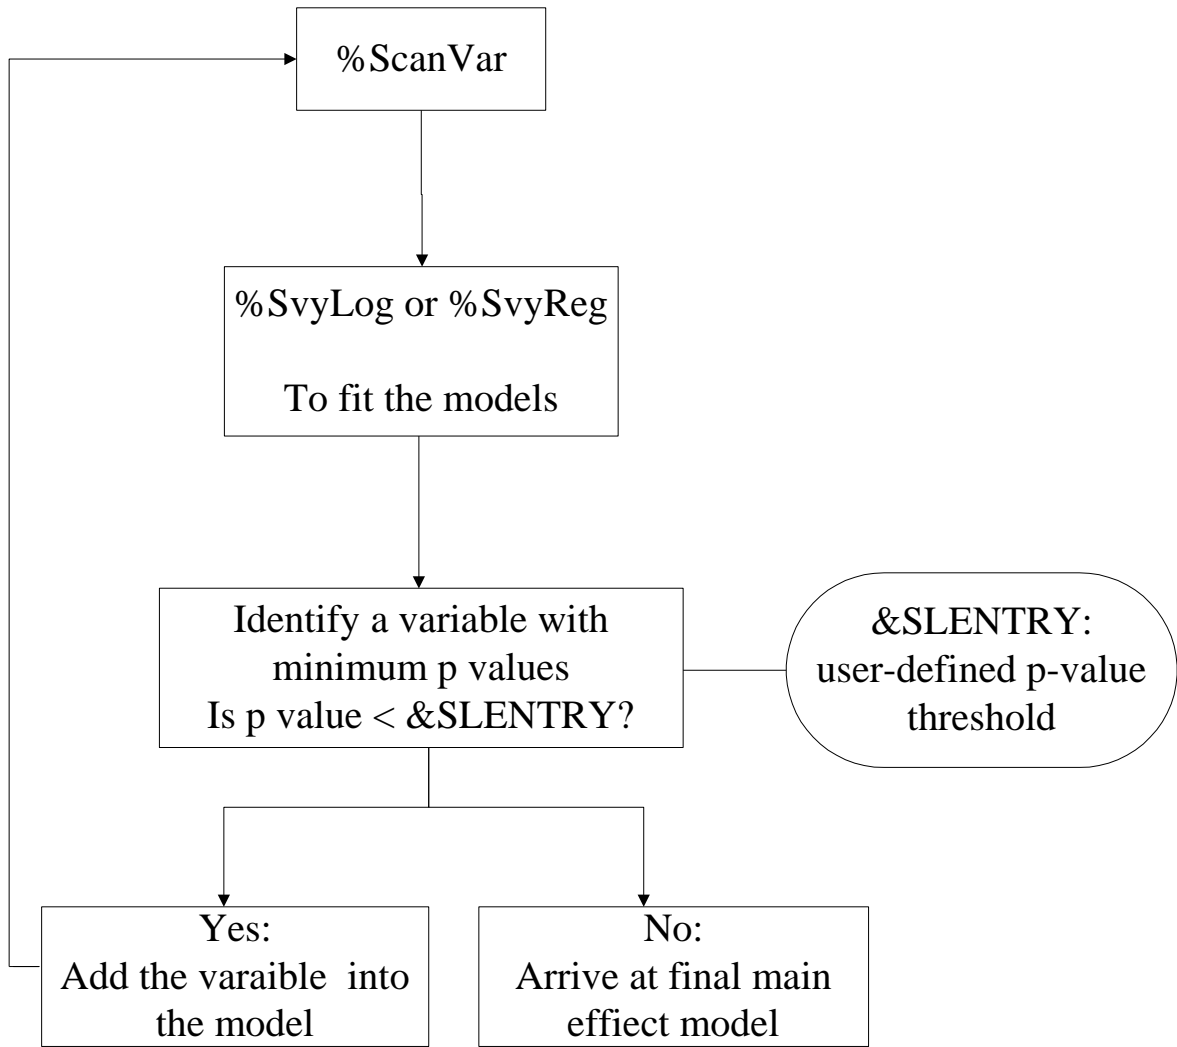 %ScanVar
%SvyLog or %SvyReg
To fit the models
Identify a variable with
minimum p values
Is p value < &SLENTRY?
&SLENTRY:
user-defined p-value
threshold
Yes:
Add the varaible into
the model
No:
Arrive at final main
effiect model